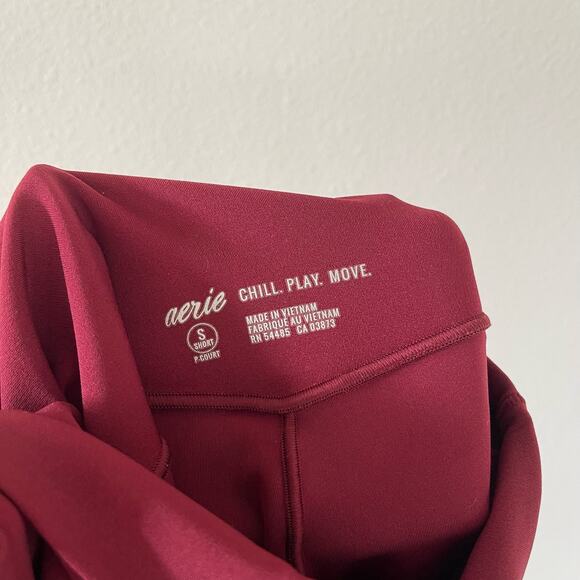 aerie CHILL. PLAY. MOVE.
S
SHORT
P-COURT
MADE IN VIETNAM
FABRIQUÉ AU VIETNAM
RN 54485 CA 03873